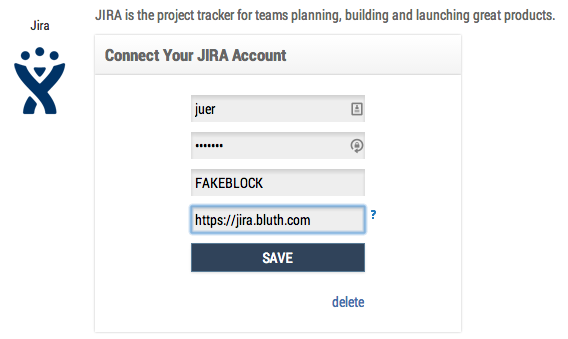 JIRA is the project tracker for teams planning, building and launching great products.
Jira
Connect Your JIRA Account
juer
•••••••
FAKEBLOCK
https://jira.bluth.com ?
SAVE
delete